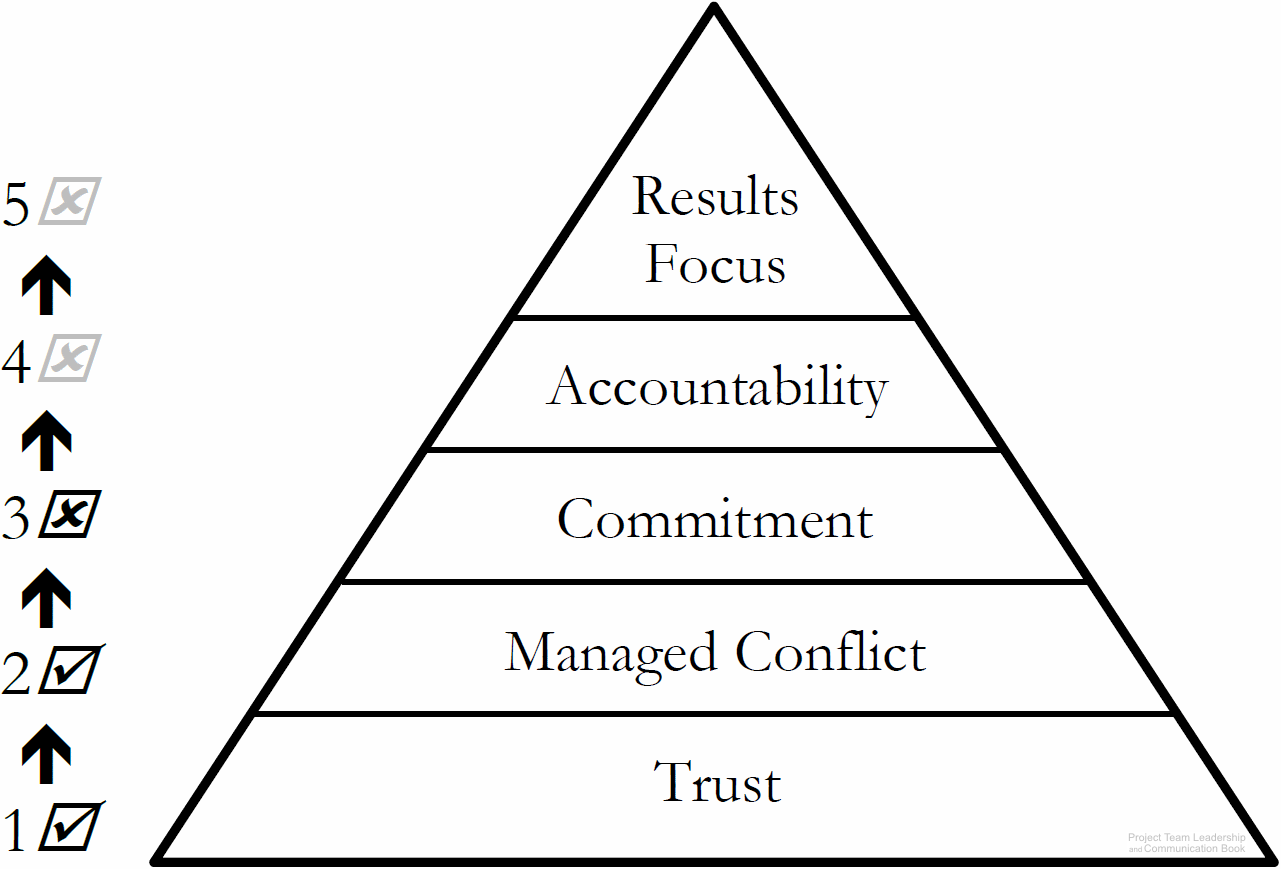 5
Results
Focus
4
Accountability
3
Commitment
2
Managed Conflict
1
Trust
Project Team Leadership
and Communication Book